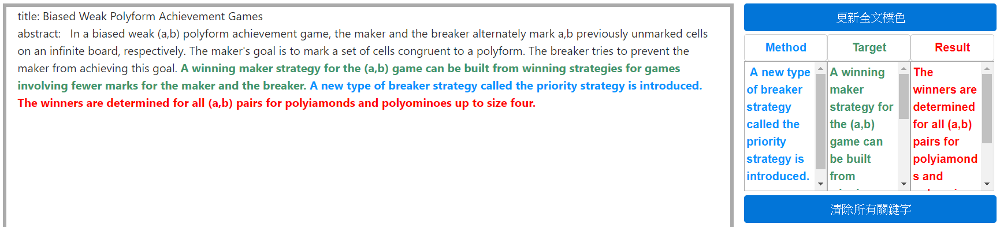 title: Biased Weak Polyform Achievement Games
abstract:   In a biased weak (a,b) polyform achievement game, the maker and the breaker alternately mark a,b previously unmarked cells
on an infinite board, respectively. The maker's goal is to mark a set of cells congruent to a polyform. The breaker tries to prevent the
maker from achieving this goal. A winning maker strategy for the (a,b) game can be built from winning strategies for games
involving fewer marks for the maker and the breaker. A new type of breaker strategy called the priority strategy is introduced.
The winners are determined for all (a,b) pairs for polyiamonds and polyominoes up to size four.
更新全文標色
Method
Target
Result
A new type
of breaker
strategy
called the
priority
strategy is
introduced.
A winning
maker
strategy for
the (a,b)
game can
be built
from
The
winners are
determined
for all (a,b)
pairs for
polyiamond
s and
清除所有關鍵字